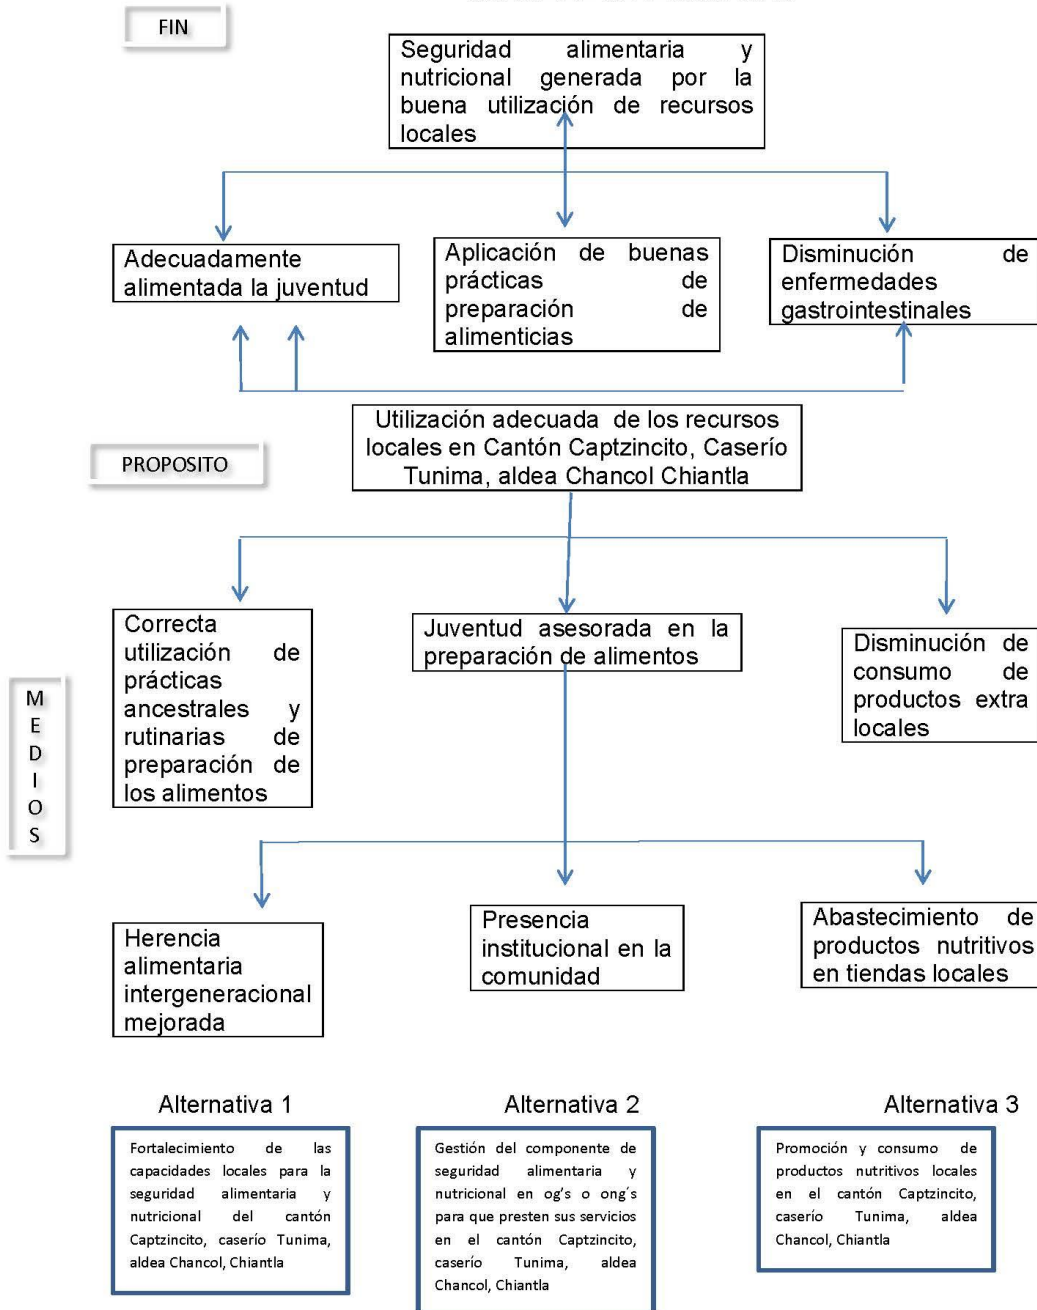 FIN
Seguridad alimentaria y
nutricional generada por la
buena utilización de recursos
locales
Adecuadamente
alimentada la juventud
Aplicación de buenas
prácticas de
preparación de
alimenticias
Disminución de
enfermedades
gastrointestinales
PROPOSITO
Utilización adecuada de los recursos
locales en Cantón Captzincito, Caserío
Tunima, aldea Chancol Chiantla
MEDIOS
Correcta
utilización de
prácticas
ancestrales y
rutinarias de
preparación de
los alimentos
Juventud asesorada en la
preparación de alimentos
Disminución de
consumo de
productos extra
locales
Herencia
alimentaria
intergeneracional
mejorada
Presencia
institucional en la
comunidad
Abastecimiento de
productos nutritivos
en tiendas locales
Alternativa 1
Fortalecimiento de las
capacidades locales para la
seguridad alimentaria y
nutricional del cantón
Captzincito, caserío Tunima,
aldea Chancol, Chiantla
Alternativa 2
Gestión del componente de
seguridad alimentaria y
nutricional en og's o ong´s
para que presten sus servicios
en el cantón Captzincito,
caserío Tunima, aldea
Chancol, Chiantla
Alternativa 3
Promoción y consumo de
productos nutritivos locales
en el cantón Captzincito,
caserío Tunima, aldea
Chancol, Chiantla